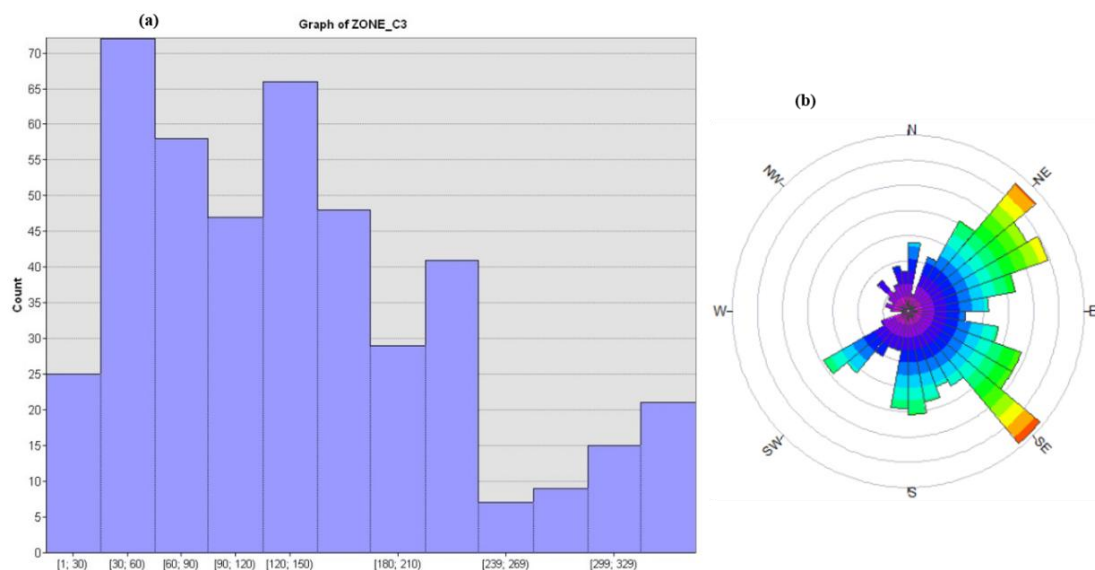 (a)
Graph of ZONE_C3
Count
70
65
60
55
50
45
40
35
30
25
20
15
10
5
0
[1; 30) [30; 60) [60; 90) [90; 120) [120; 150) [180; 210) [239; 269) [299; 329)
(b)
N
NW NE
W E
SW SE
S